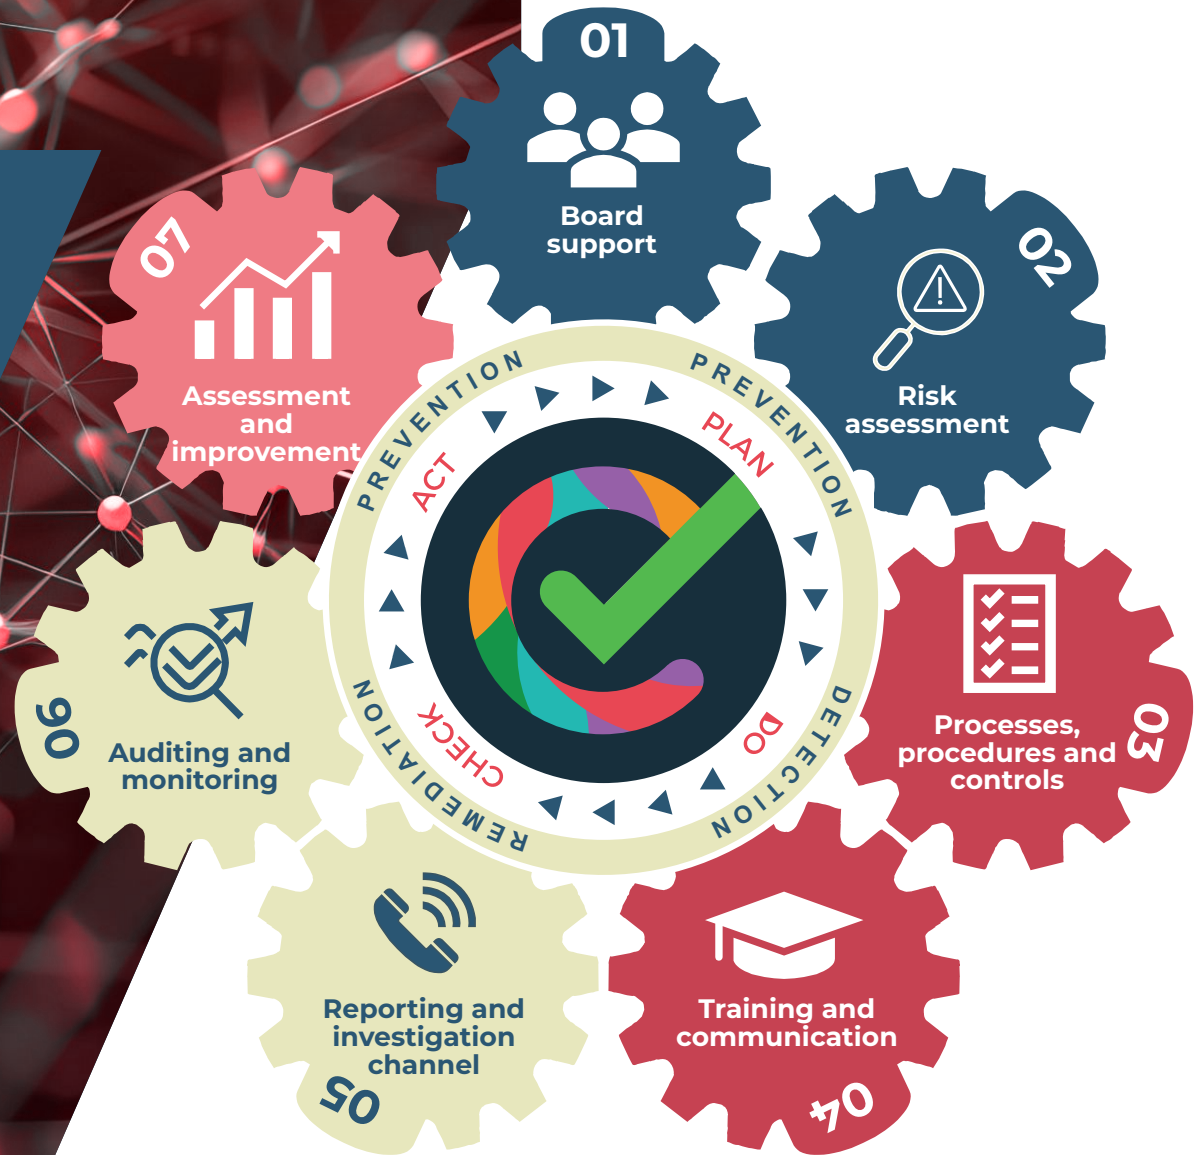 01
Board
support
02
Risk
assessment
03
Processes,
procedures and
controls
04
Training and
communication
05
Reporting and
investigation
channel
06
Auditing and
monitoring
07
Assessment
and
improvement
PREVENTION
PREVENTION
DETECTION
REMEDIATION
PLAN
DO
CHECK
ACT